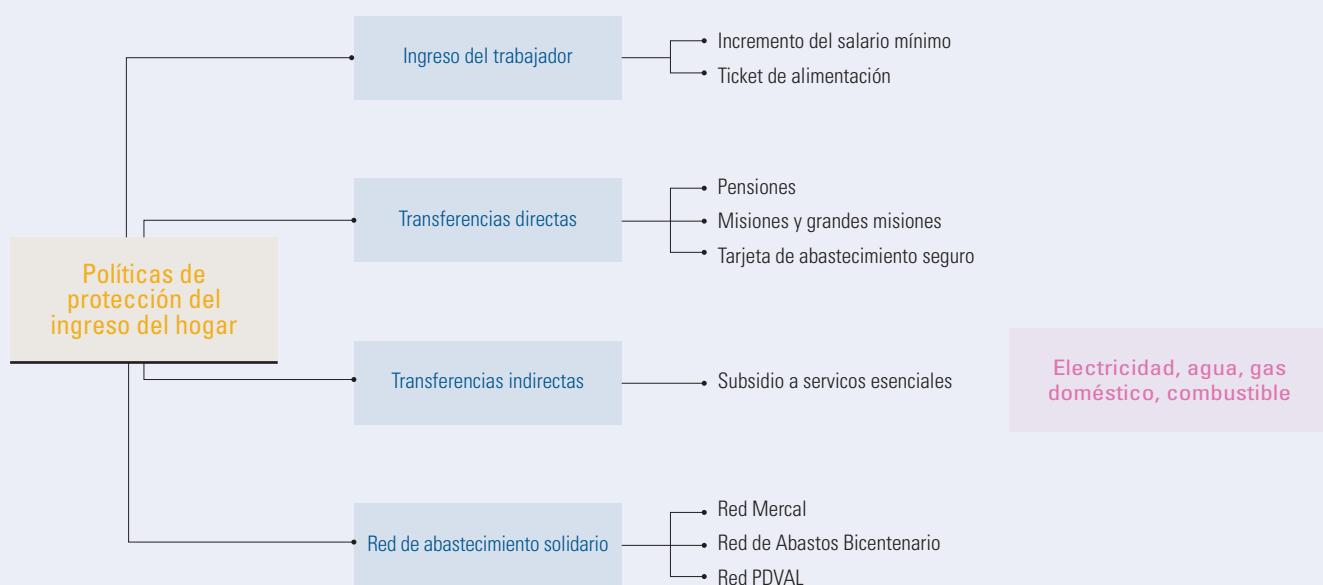 Ingreso del trabajador
Incremento del salario mínimo
Ticket de alimentación
Transferencias directas
Pensiones
Misiones y grandes misiones
Tarjeta de abastecimiento seguro
Políticas de
protección del
ingreso del hogar
Transferencias indirectas
Subsidio a servicos esenciales
Electricidad, agua, gas
doméstico, combustible
Red de abastecimiento solidario
Red Mercal
Red de Abastos Bicentenario
Red PDVAL